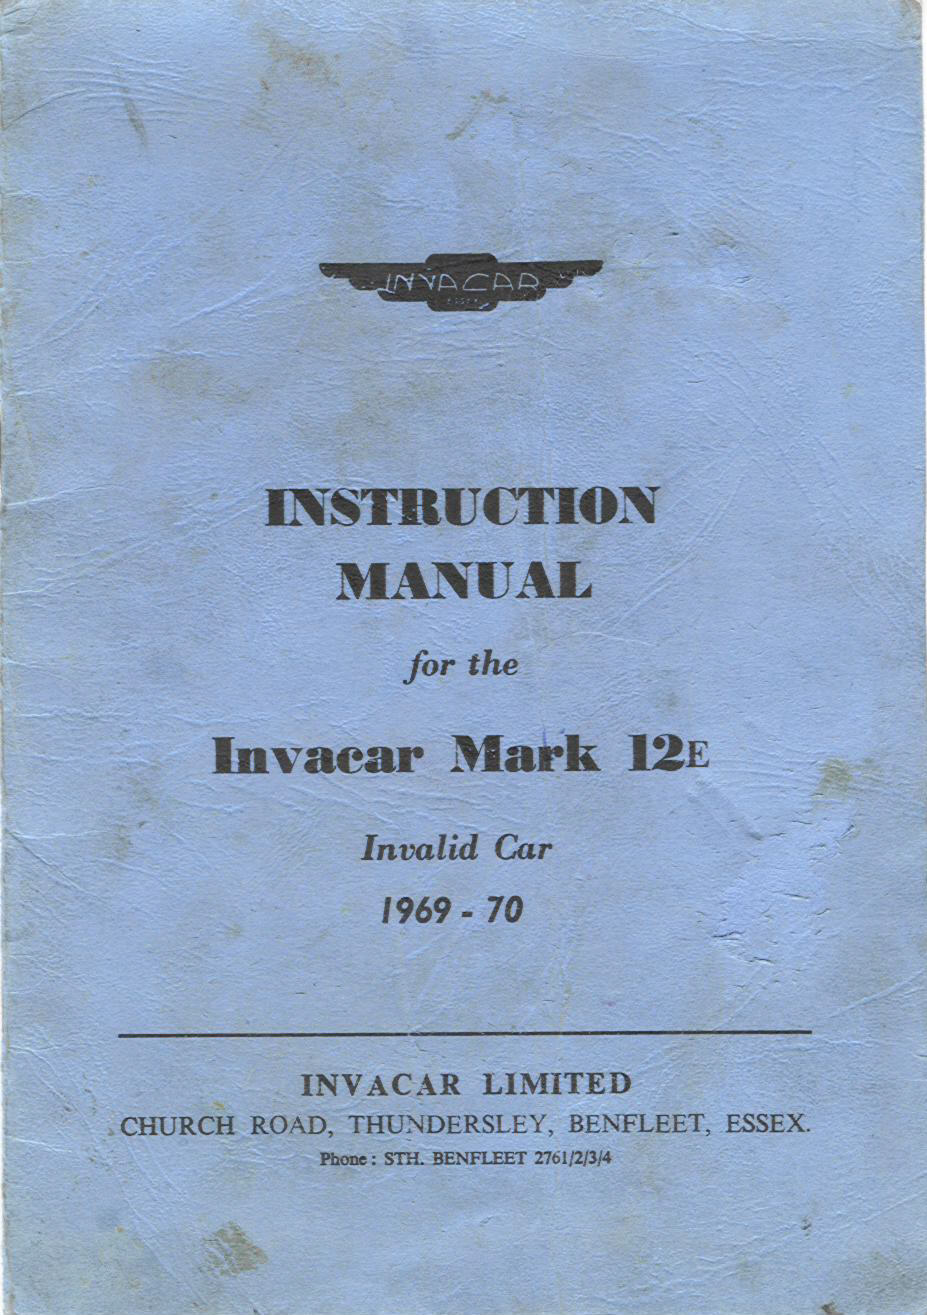 INVACAR
ESSEX
INSTRUCTION
MANUAL
for the
Invacar Mark 12E
Invalid Car
1969 - 70
INVACAR LIMITED
CHURCH ROAD, THUNDERSLEY, BENFLEET, ESSEX.
Phone : STH. BENFLEET 2761/2/3/4